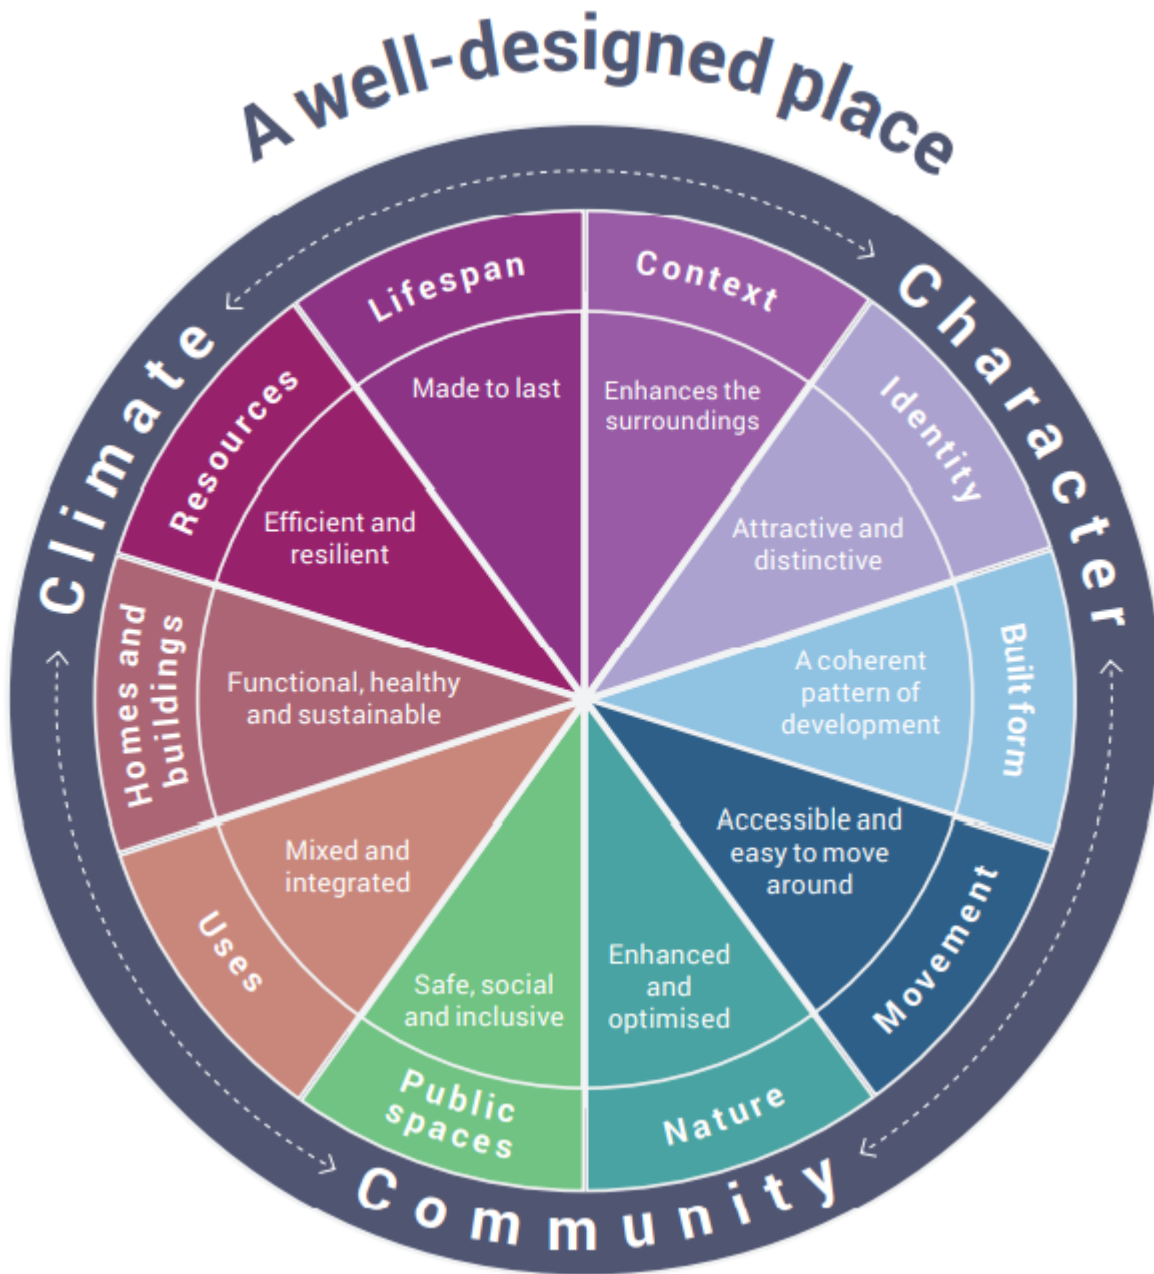 A well-designed place
Climate
Character
Community
Context
Enhances the
surroundings
Identity
Attractive and
distinctive
Built form
A coherent
pattern of
development
Movement
Accessible and
easy to move
around
Nature
Enhanced
and
optimised
Public
spaces
Safe, social
and inclusive
Uses
Mixed and
integrated
Homes and
buildings
Functional, healthy
and sustainable
Resources
Efficient and
resilient
Lifespan
Made to last